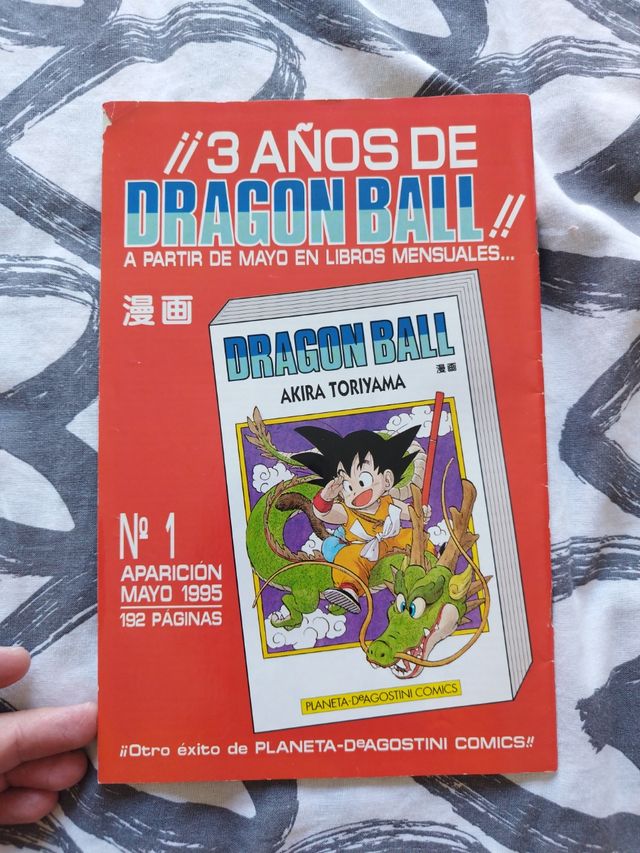 ¡¡3 AÑOS DE
DRAGON BALL!!
A PARTIR DE MAYO EN LIBROS MENSUALES...
漫画
DRAGON BALL
漫画
AKIRA TORIYAMA
Nº 1
APARICIÓN
MAYO 1995
192 PÁGINAS
PLANETA-DeAGOSTINI COMICS
¡¡Otro éxito de PLANETA-DeAGOSTINI COMICS!!